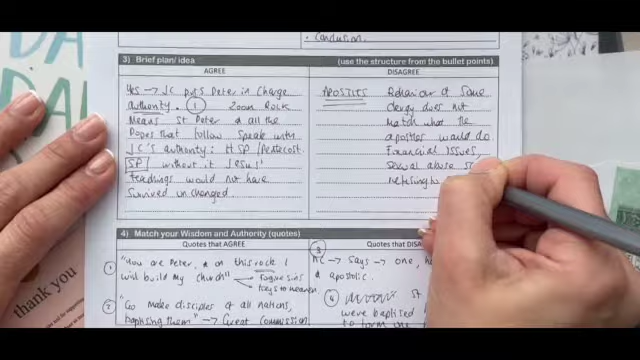 DA
DA
• Conclusion.
3) Brief plan/idea (use the structure from the bullet points)
AGREE
Yes → JC puts Peter in Charge
authority. ① Zoom Rock
Means St Peter & all the
Popes that follow speak with
JC's authority: HSP/Pentecost.
SP without it Jesus'
teachings would not have
Survived unchanged
DISAGREE
APOSTLES Behaviour of Some
clergy does not
Match what the
apostles would do.
Financial issues
Sexual abuse
refusing
4) Match your Wisdom and Authority (quotes)
Quotes that AGREE
① "You are Peter, & on this rock I
will build my church" → forgive sins
→ keys to heaven
② "Go make disciples of all nations,
baptising them" → Great Commission.
Quotes that
③ NC → Says → one,
& apostolic.
④
were baptised
to form one
thank you